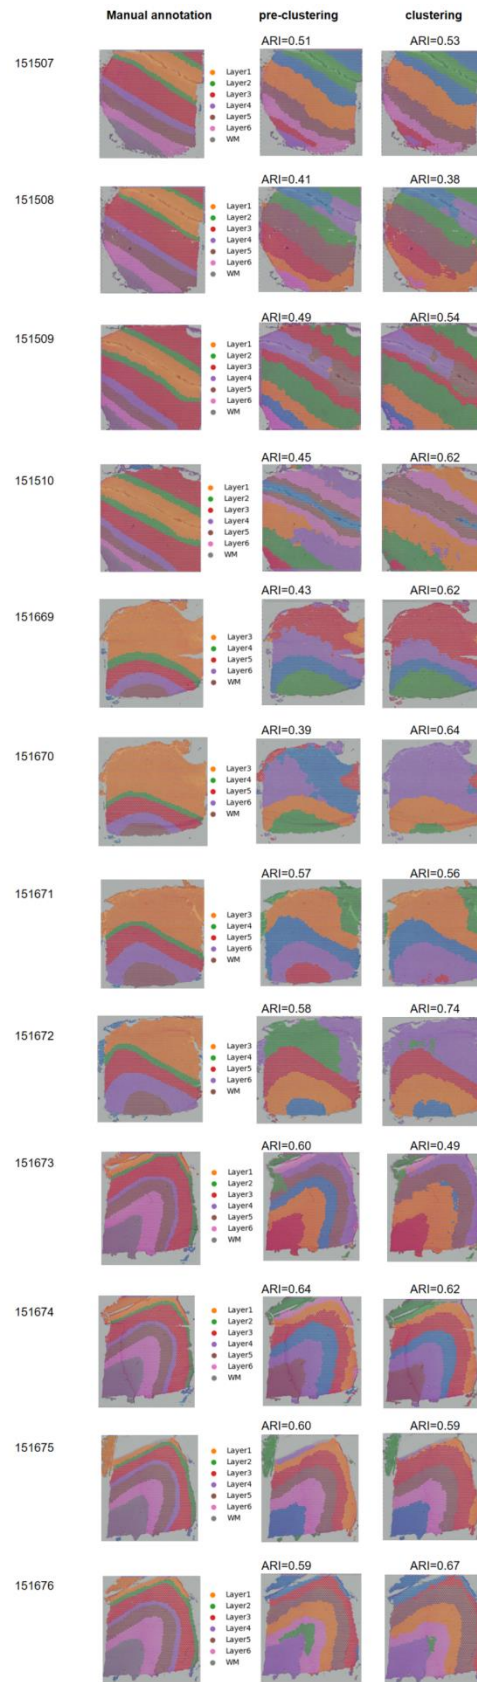 Manual annotation pre-clustering clustering
ARI=0.51 ARI=0.53
151507
Layer1
Layer2
Layer3
Layer4
Layer5
Layer6
WM
ARI=0.41 ARI=0.38
151508
Layer1
Layer2
Layer3
Layer4
Layer5
Layer6
WM
ARI=0.49 ARI=0.54
151509
Layer1
Layer2
Layer3
Layer4
Layer5
Layer6
WM
ARI=0.45 ARI=0.62
151510
Layer1
Layer2
Layer3
Layer4
Layer5
Layer6
WM
ARI=0.43 ARI=0.62
151669
Layer3
Layer4
Layer5
Layer6
WM
ARI=0.39 ARI=0.64
151670
Layer3
Layer4
Layer5
Layer6
WM
ARI=0.57 ARI=0.56
151671
Layer3
Layer4
Layer5
Layer6
WM
ARI=0.58 ARI=0.74
151672
Layer3
Layer4
Layer5
Layer6
WM
ARI=0.60 ARI=0.49
151673
Layer1
Layer2
Layer3
Layer4
Layer5
Layer6
WM
ARI=0.64 ARI=0.62
151674
Layer1
Layer2
Layer3
Layer4
Layer5
Layer6
WM
ARI=0.60 ARI=0.59
151675
Layer1
Layer2
Layer3
Layer4
Layer5
Layer6
WM
ARI=0.59 ARI=0.67
151676
Layer1
Layer2
Layer3
Layer4
Layer5
Layer6
WM